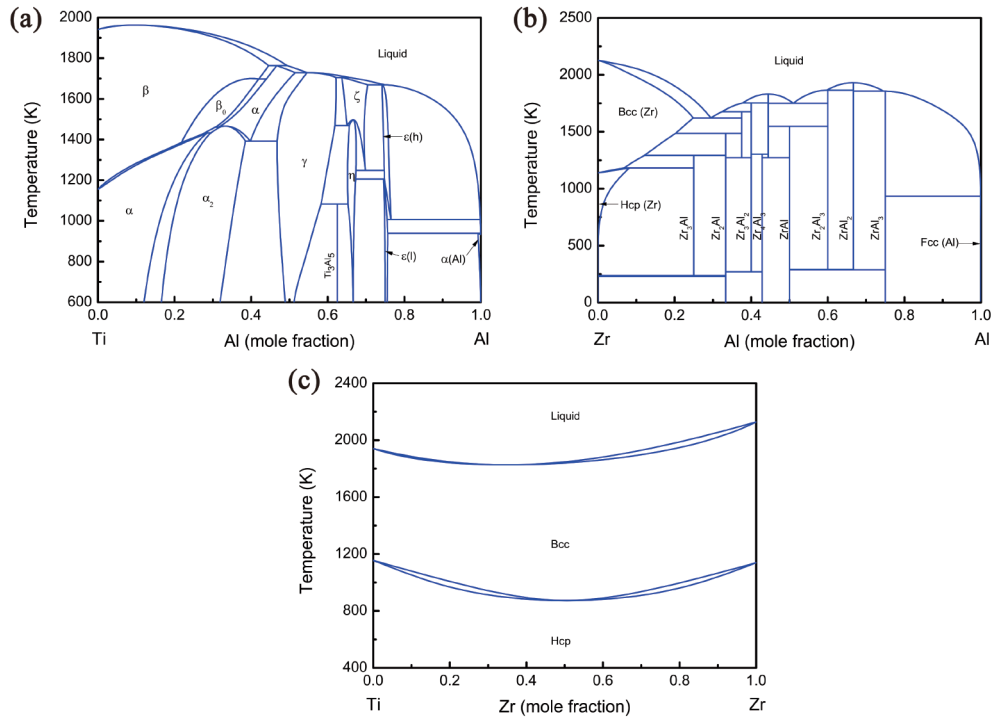 (a)
2000
1800
1600
1400
1200
1000
800
600
Temperature (K)
Liquid
β
β₀
α
ζ
ε(h)
γ
η
α
α₂
Ti₃Al₅
ε(l)
α(Al)
0.0 0.2 0.4 0.6 0.8 1.0
Ti Al (mole fraction) Al
(b)
2500
2000
1500
1000
500
0
Temperature (K)
Liquid
Bcc (Zr)
Hcp (Zr)
Zr₃Al
Zr₂Al
Zr₃Al₂
Zr₄Al₃
ZrAl
Zr₂Al₃
ZrAl₂
ZrAl₃
Fcc (Al)
0.0 0.2 0.4 0.6 0.8 1.0
Zr Al (mole fraction) Al
(c)
2400
2000
1600
1200
800
400
Temperature (K)
Liquid
Bcc
Hcp
0.0 0.2 0.4 0.6 0.8 1.0
Ti Zr (mole fraction) Zr